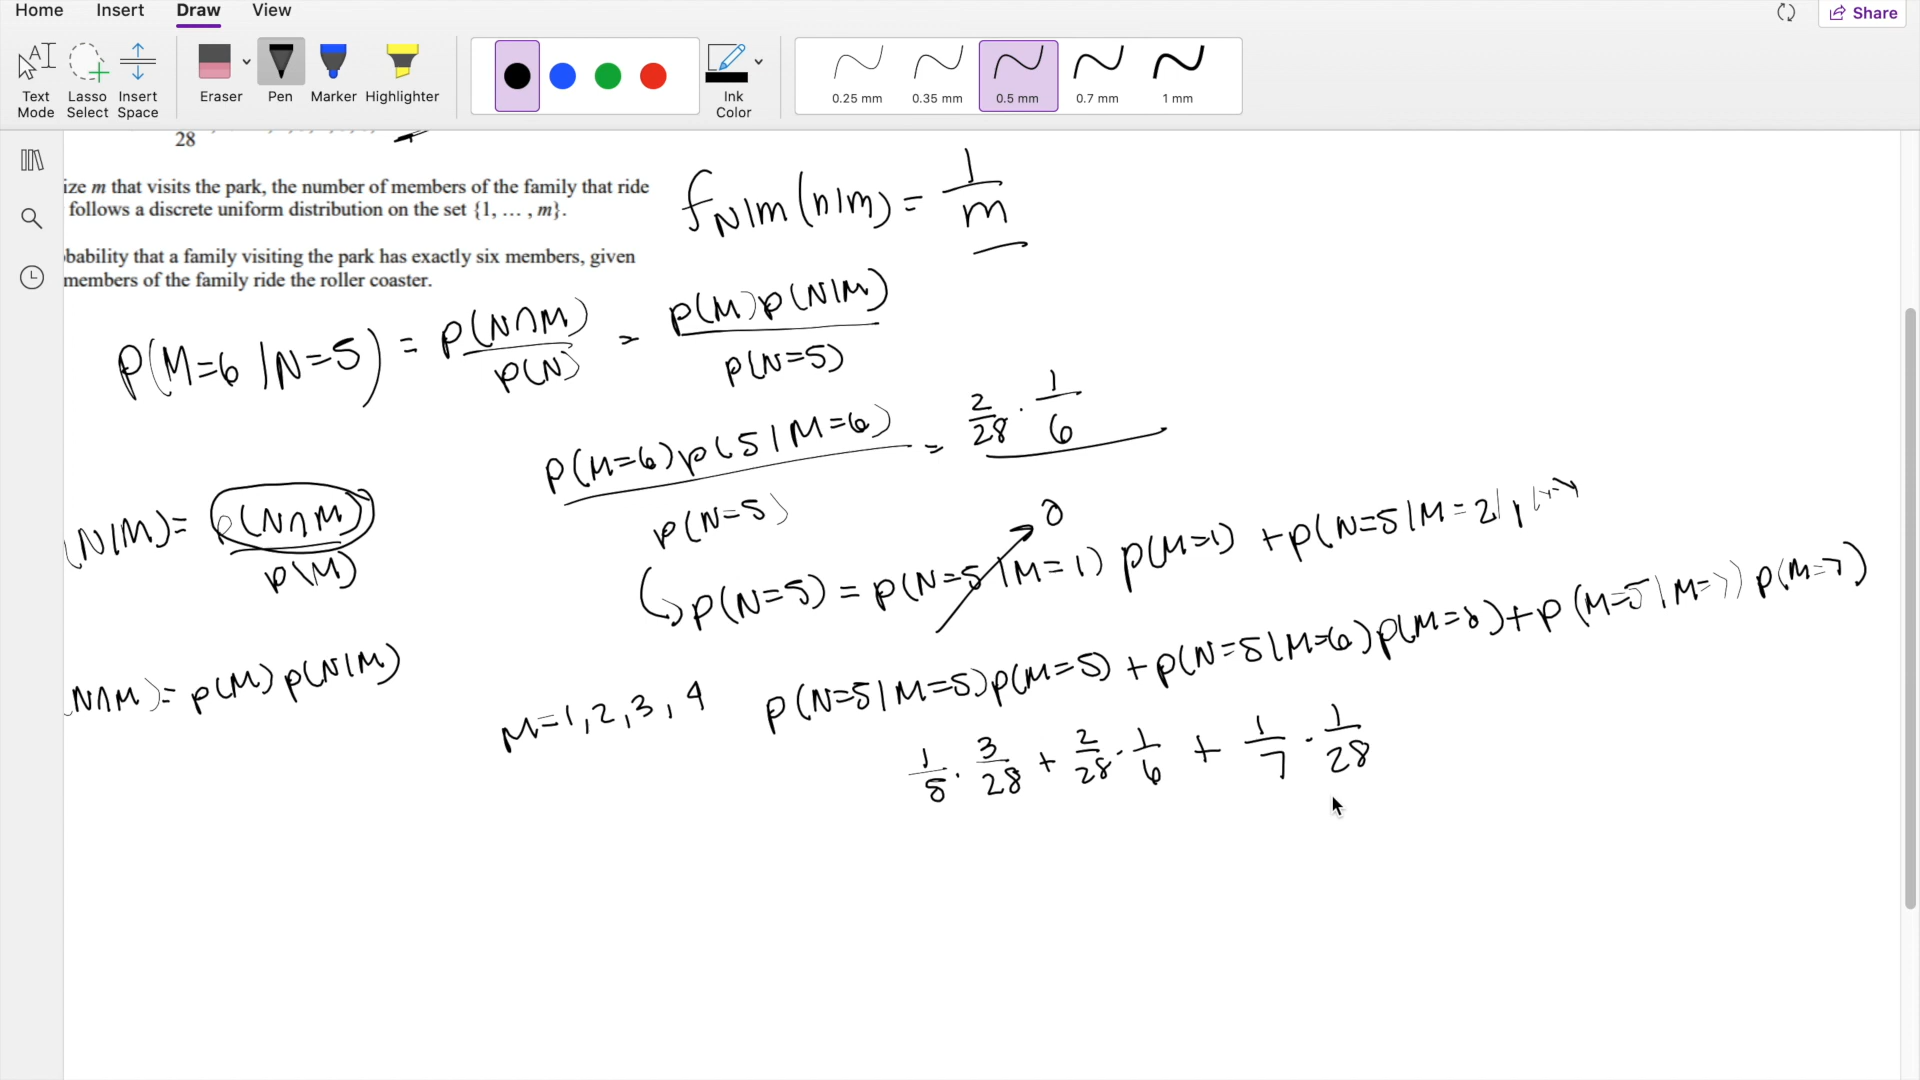 Home Insert Draw View
Share
Text Mode
Lasso Select
Insert Space
Eraser
Pen
Marker
Highlighter
Ink Color
0.25 mm
0.35 mm
0.5 mm
0.7 mm
1 mm
28
ize m that visits the park, the number of members of the family that ride
follows a discrete uniform distribution on the set {1, … , m}.
bability that a family visiting the park has exactly six members, given
members of the family ride the roller coaster.
f_{N|m}(n|m) = 1/m
P(M=6 | N=5) = P(N∩M)/P(N) = P(M)P(N|M)/P(N=5)
P(M=6)P(5|M=6)/P(N=5) = 2/28 · 1/6
(N|M) = P(N∩M)/P(M)
P(N=5) = P(N=5|M=1) 0 P(M=1) + P(N=5|M=2)
P(N=5|M=5)P(M=5) + P(N=5|M=6)P(M=6) + P(M=5|M=7)P(M=7)
(N∩M) = P(M)P(N|M)
M=1,2,3,4
1/5 · 3/28 + 2/28 · 1/6 + 1/7 · 1/28